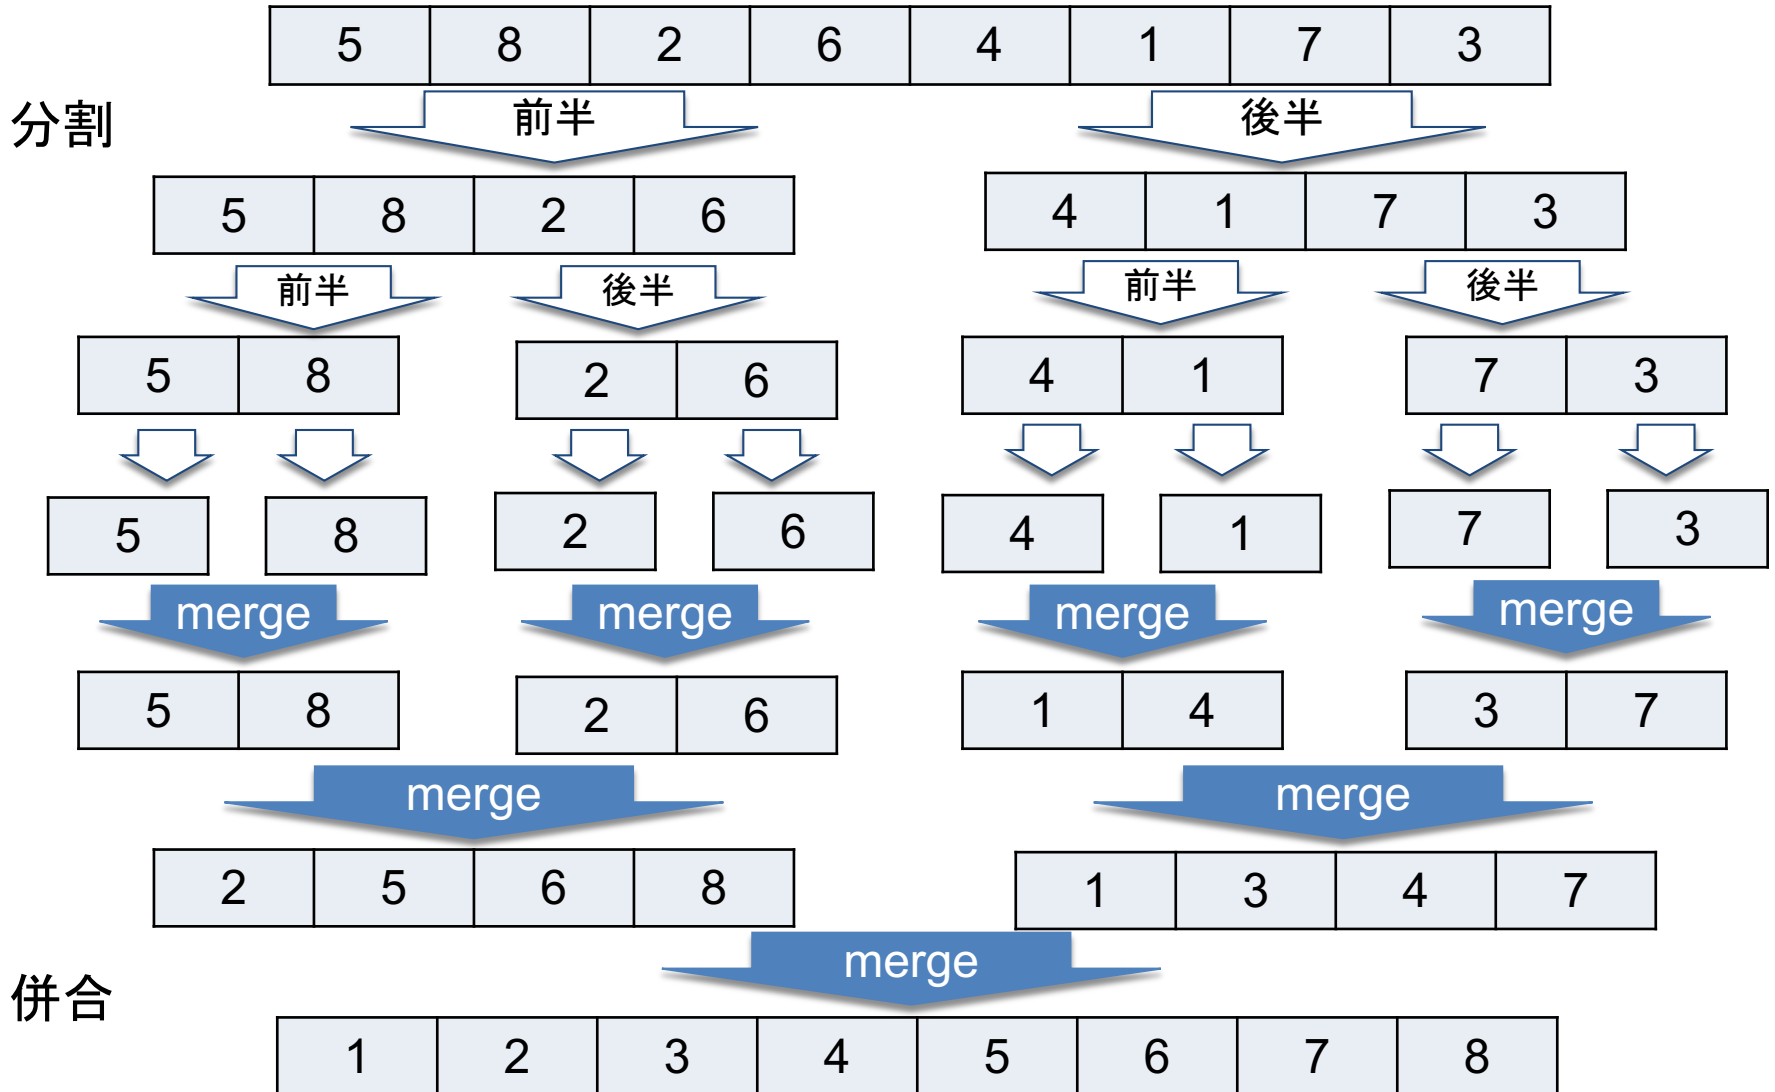 5 8 2 6 4 1 7 3
分割
前半 後半
5 8 2 6 4 1 7 3
前半 後半 前半 後半
5 8 2 6 4 1 7 3
5 8 2 6 4 1 7 3
merge merge merge merge
5 8 2 6 1 4 3 7
merge merge
2 5 6 8 1 3 4 7
merge
併合
1 2 3 4 5 6 7 8